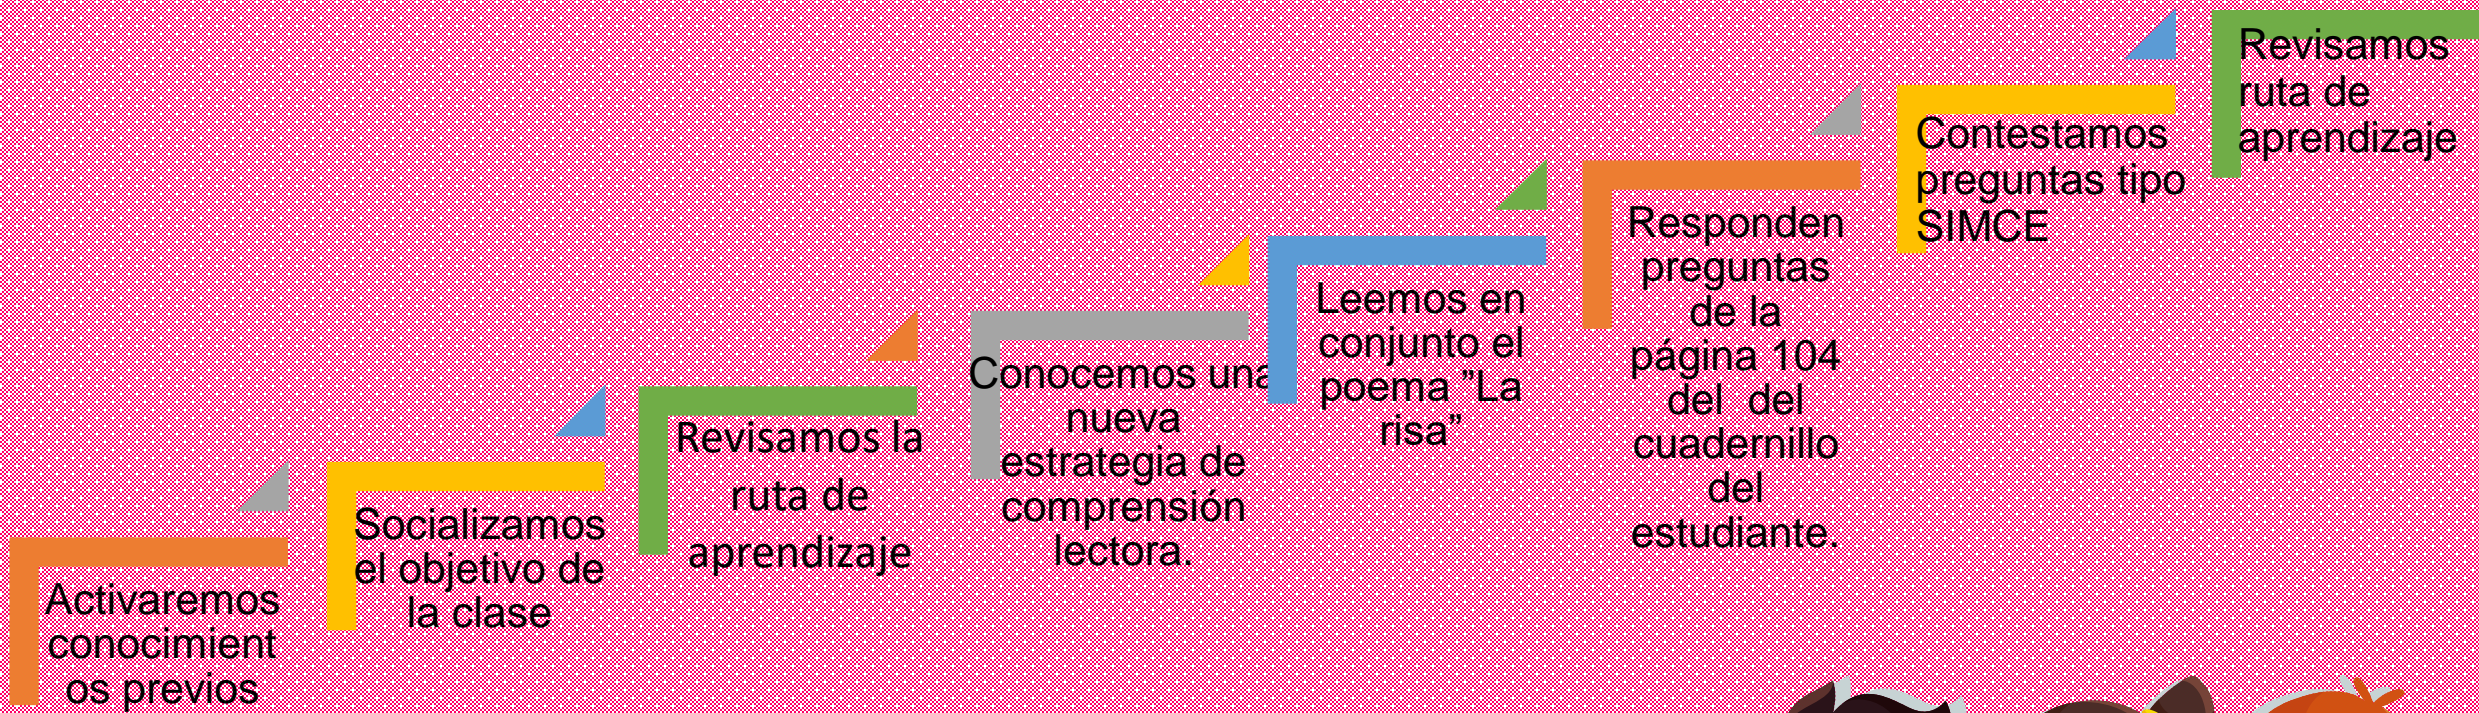 Activaremos
conocimient
os previos
Socializamos
el objetivo de
la clase
Revisamos la
ruta de
aprendizaje
Conocemos una
nueva
estrategia de
comprensión
lectora.
Leemos en
conjunto el
poema ”La
risa”
Responden
preguntas
de la
página 104
del  del
cuadernillo
del
estudiante.
Contestamos
preguntas tipo
SIMCE
Revisamos
ruta de
aprendizaje